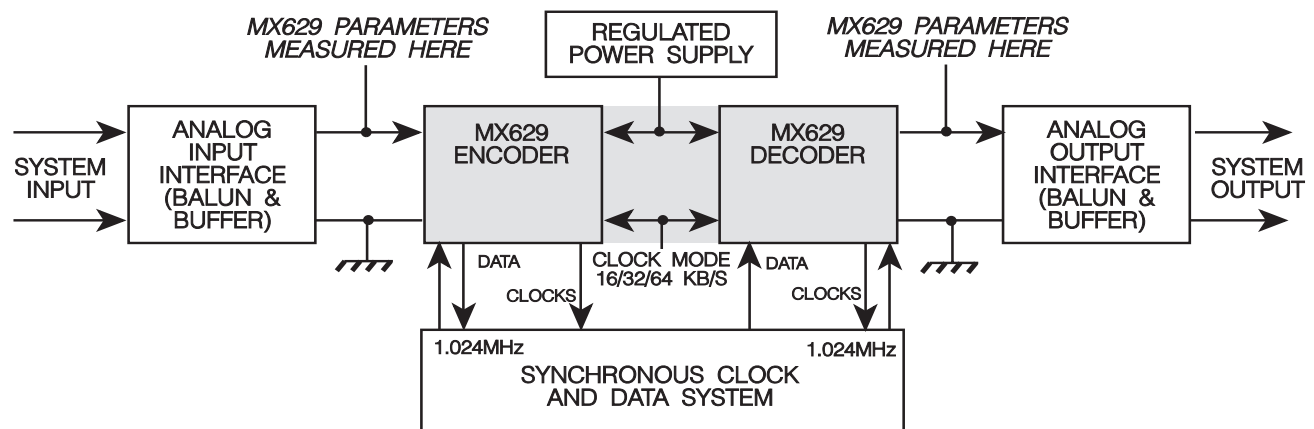 MX629 PARAMETERS
MEASURED HERE
REGULATED
POWER SUPPLY
MX629 PARAMETERS
MEASURED HERE
SYSTEM
INPUT
ANALOG
INPUT
INTERFACE
(BALUN &
BUFFER)
MX629
ENCODER
MX629
DECODER
ANALOG
OUTPUT
INTERFACE
(BALUN &
BUFFER)
SYSTEM
OUTPUT
DATA
CLOCKS
CLOCK MODE
16/32/64 KB/S
DATA
CLOCKS
1.024MHz
1.024MHz
SYNCHRONOUS CLOCK
AND DATA SYSTEM